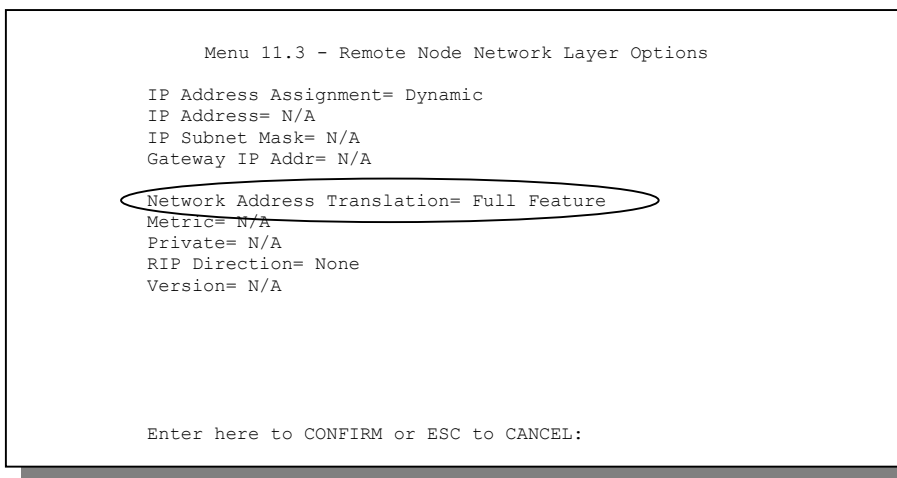 Menu 11.3 - Remote Node Network Layer Options
IP Address Assignment= Dynamic
IP Address= N/A
IP Subnet Mask= N/A
Gateway IP Addr= N/A
Network Address Translation= Full Feature
Metric= N/A
Private= N/A
RIP Direction= None
Version= N/A
Enter here to CONFIRM or ESC to CANCEL: